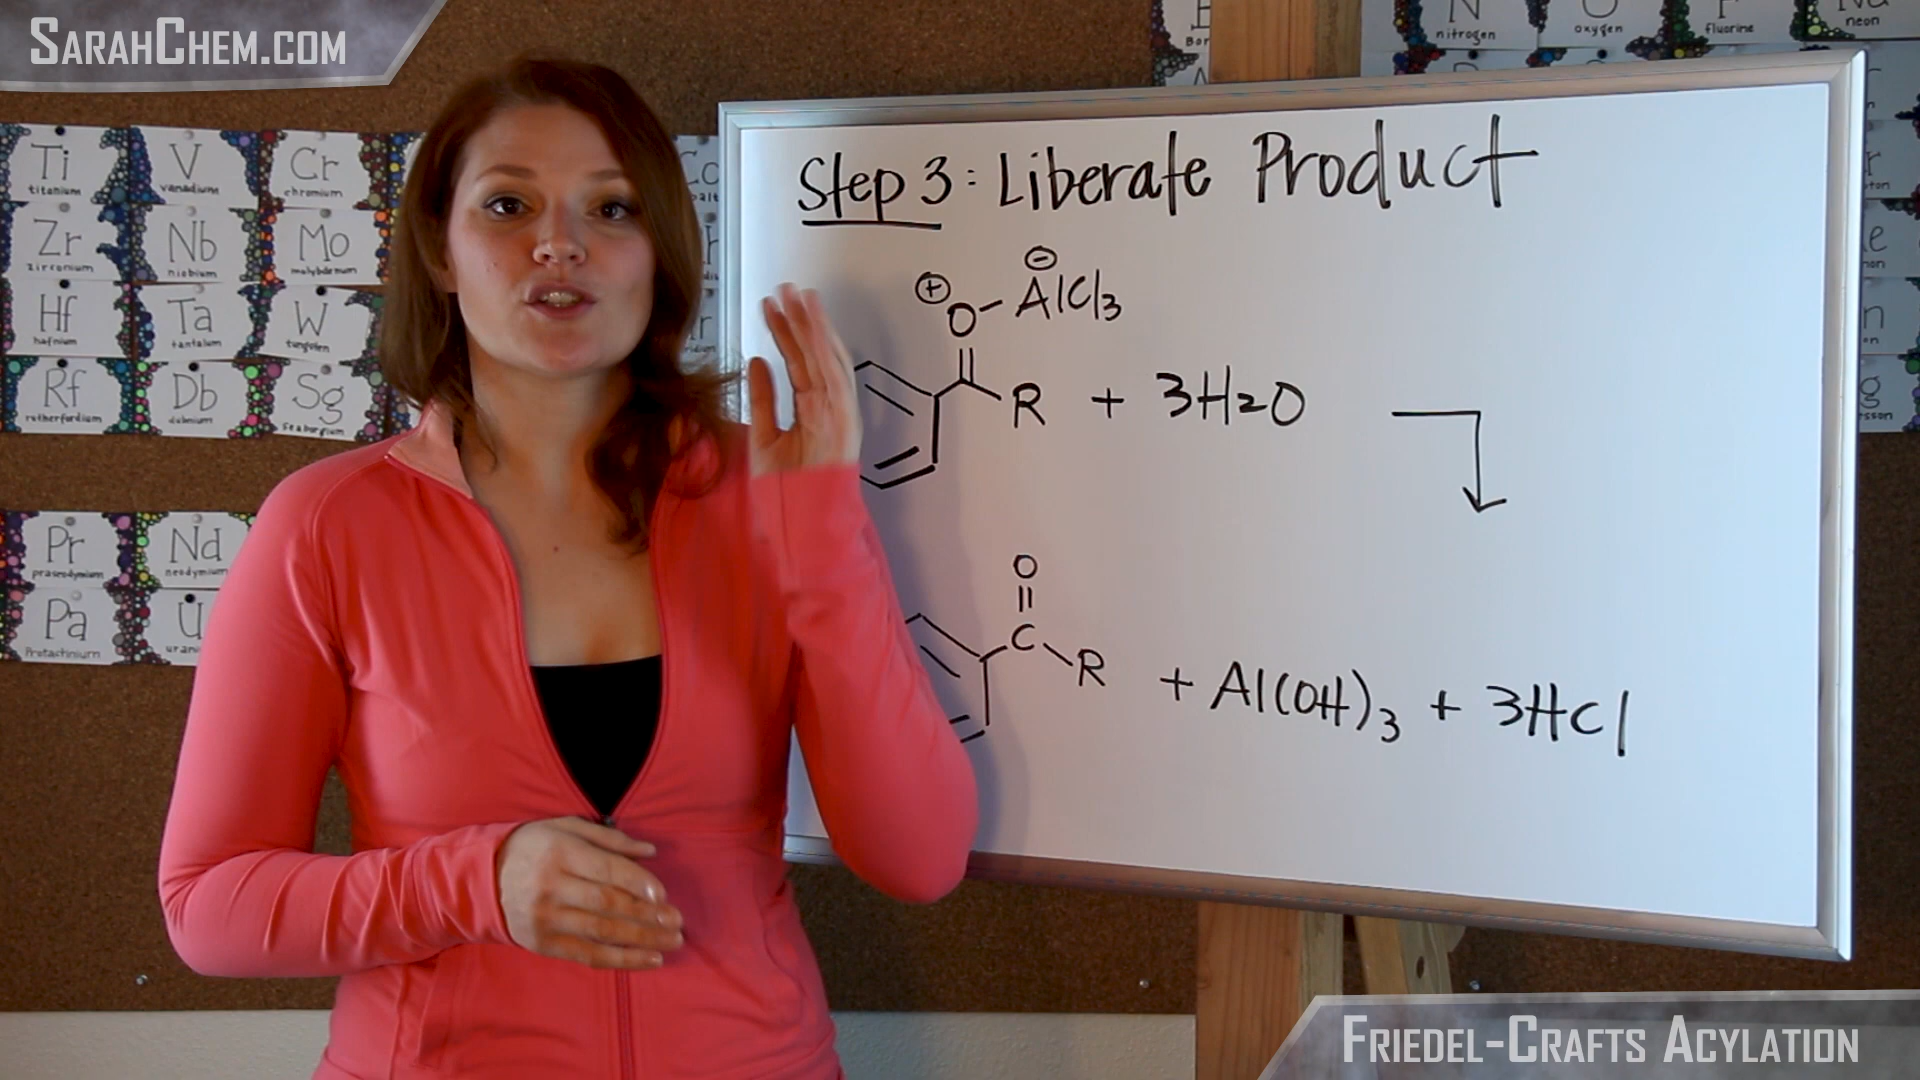 SARAHCHEM.COM
N
nitrogen
oxygen
fluorine
neon
Ti
titanium
V
vanadium
Cr
chromium
Zr
zirconium
Nb
niobium
Mo
molybdenum
Hf
hafnium
Ta
tantalum
W
tungsten
Rf
rutherfordium
Db
dubnium
Sg
Seaborgium
Pr
praseodymium
Nd
neodymium
Pa
Protactinium
U
Step 3: Liberate Product
⊕ ⊖
O-AlCl3
R + 3H2O
O
C R + Al(OH)3 + 3HCl
FRIEDEL-CRAFTS ACYLATION